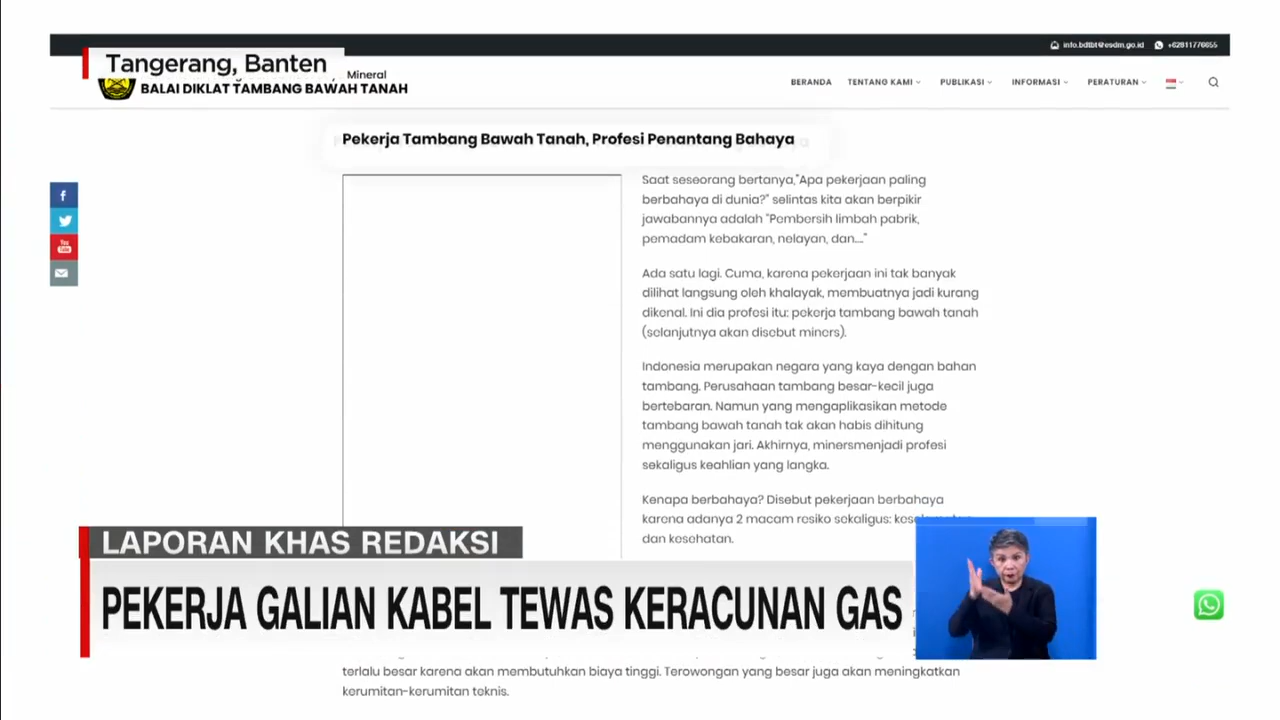 info.bdtbt@esdm.go.id +62811776655
Tangerang, Banten
Mineral
BALAI DIKLAT TAMBANG BAWAH TANAH
BERANDA TENTANG KAMI PUBLIKASI INFORMASI PERATURAN
Pekerja Tambang Bawah Tanah, Profesi Penantang Bahaya
Saat seseorang bertanya,"Apa pekerjaan paling
berbahaya di dunia?" selintas kita akan berpikir
jawabannya adalah "Pembersih limbah pabrik,
pemadam kebakaran, nelayan, dan...."
Ada satu lagi. Cuma, karena pekerjaan ini tak banyak
dilihat langsung oleh khalayak, membuatnya jadi kurang
dikenal. Ini dia profesi itu: pekerja tambang bawah tanah
(selanjutnya akan disebut miners).
Indonesia merupakan negara yang kaya dengan bahan
tambang. Perusahaan tambang besar-kecil juga
bertebaran. Namun yang mengaplikasikan metode
tambang bawah tanah tak akan habis dihitung
menggunakan jari. Akhirnya, minersmenjadi profesi
sekaligus keahlian yang langka.
Kenapa berbahaya? Disebut pekerjaan berbahaya
karena adanya 2 macam resiko sekaligus:
dan kesehatan.
LAPORAN KHAS REDAKSI
PEKERJA GALIAN KABEL TEWAS KERACUNAN GAS
terlalu besar karena akan membutuhkan biaya tinggi. Terowongan yang besar juga akan meningkatkan
kerumitan-kerumitan teknis.